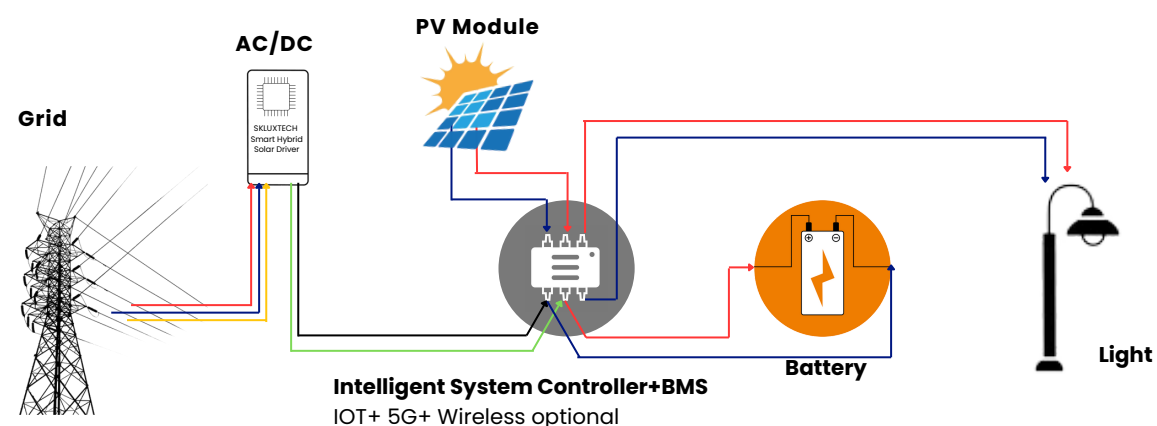 PV Module
AC/DC
Grid
SKLUXTECH
Smart Hybrid
Solar Driver
Battery
Light
Intelligent System Controller+BMS
IOT+ 5G+ Wireless optional